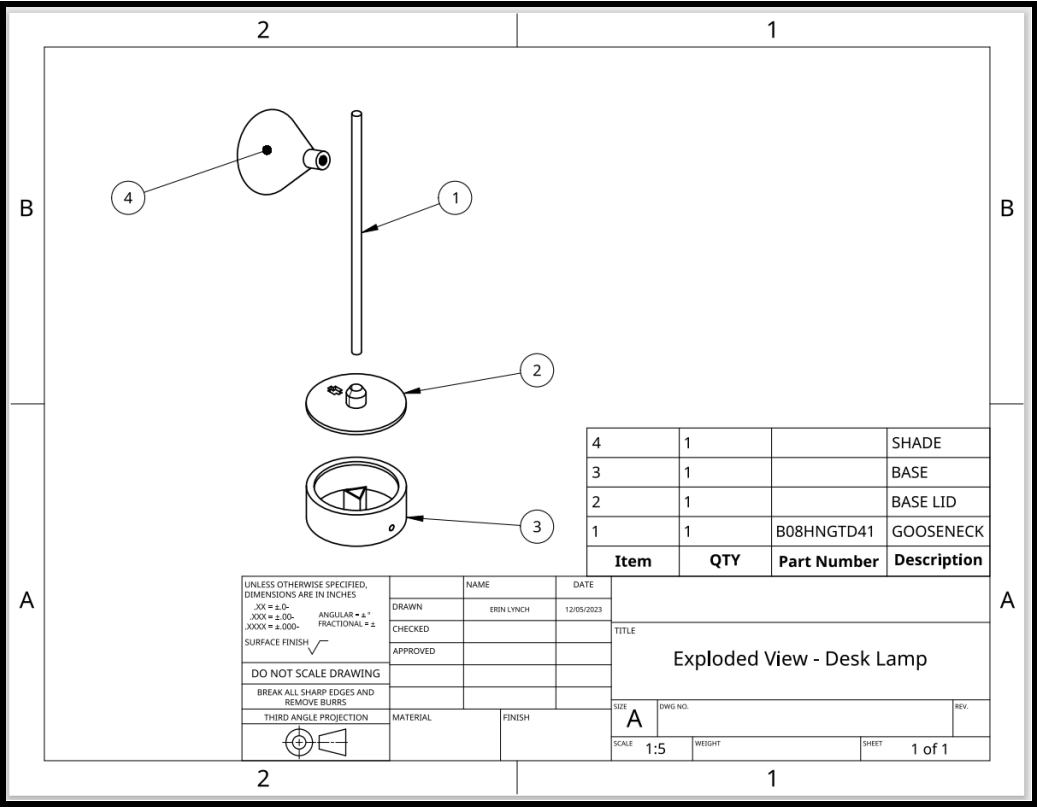 2 1
B B
4
1
2
3
4 1 SHADE
3 1 BASE
2 1 BASE LID
1 1 B08HNGTD41 GOOSENECK
Item QTY Part Number Description
A A
UNLESS OTHERWISE SPECIFIED,
DIMENSIONS ARE IN INCHES
.XX = ±.0-
.XXX = ±.00-
.XXXX = ±.000-
ANGULAR = ± °
FRACTIONAL = ±
SURFACE FINISH
DO NOT SCALE DRAWING
BREAK ALL SHARP EDGES AND
REMOVE BURRS
THIRD ANGLE PROJECTION
NAME DATE
DRAWN ERIN LYNCH 12/05/2023
CHECKED
APPROVED
MATERIAL FINISH
TITLE
Exploded View - Desk Lamp
SIZE A DWG NO. REV.
SCALE 1:5 WEIGHT SHEET 1 of 1
2 1